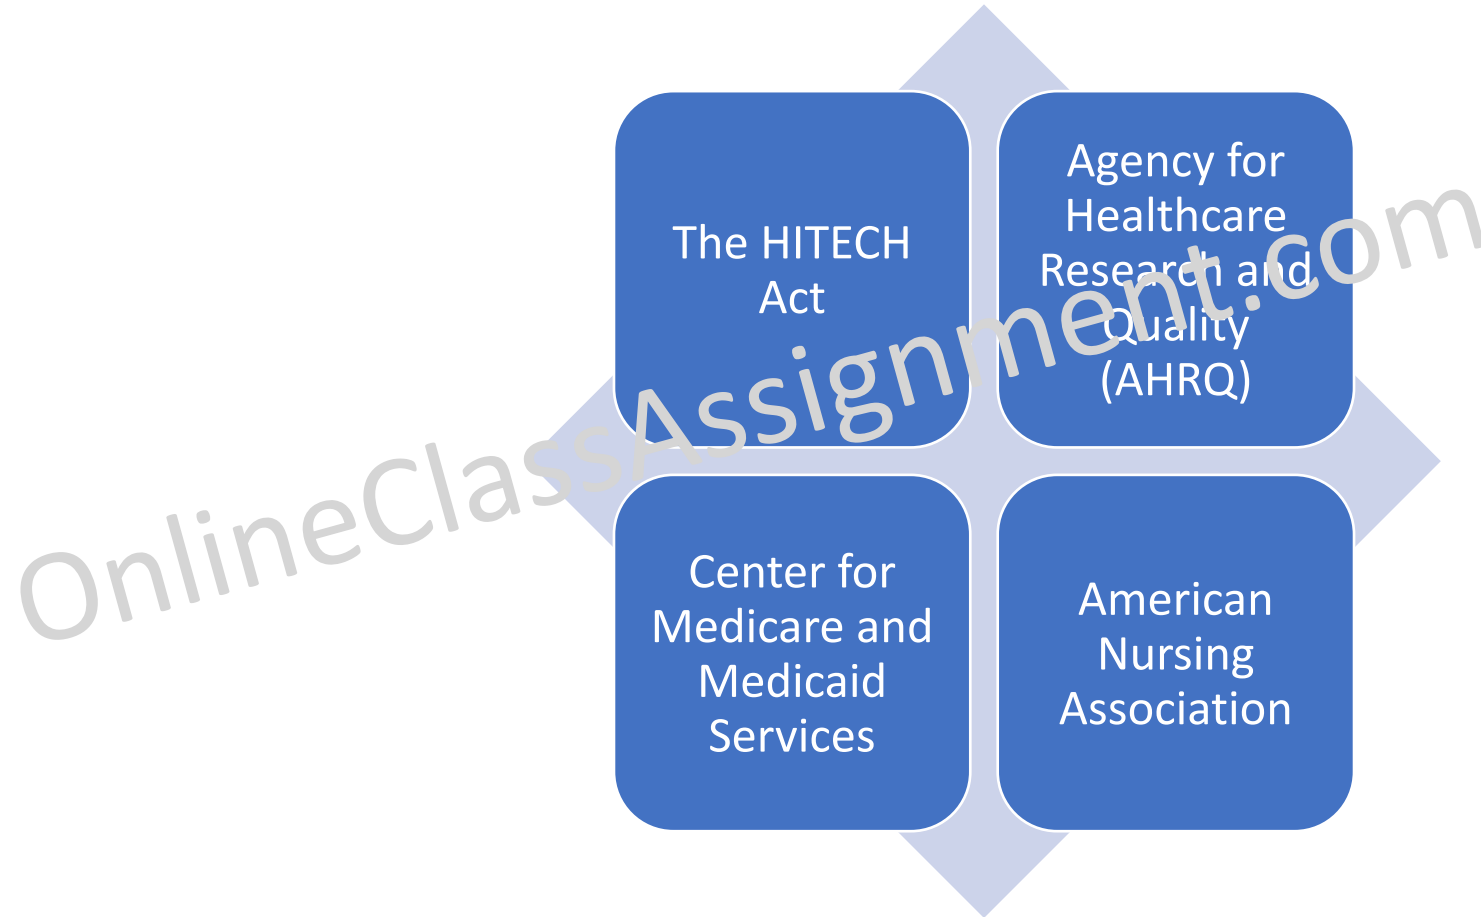 The HITECH
Act
Agency for
Healthcare
Research and
Quality
(AHRQ)
Center for
Medicare and
Medicaid
Services
American
Nursing
Association
OnlineClassAssignment.com